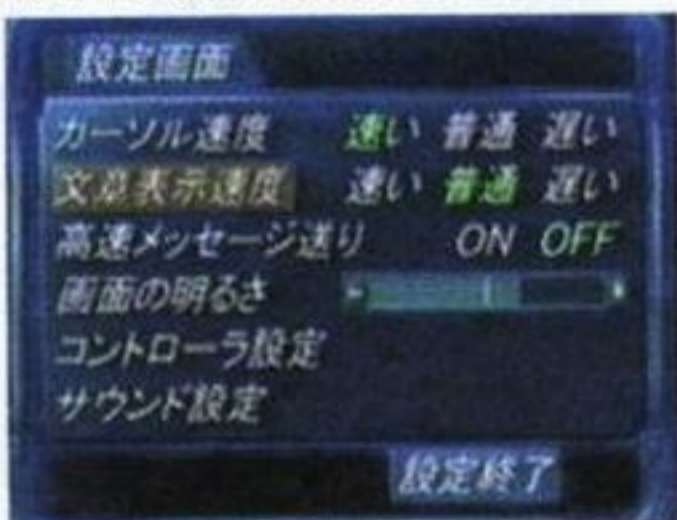 設定画面
カーソル速度 速い 普通 遅い
文章表示速度 速い 普通 遅い
高速メッセージ送り ON OFF
画面の明るさ
コントローラ設定
サウンド設定
設定終了